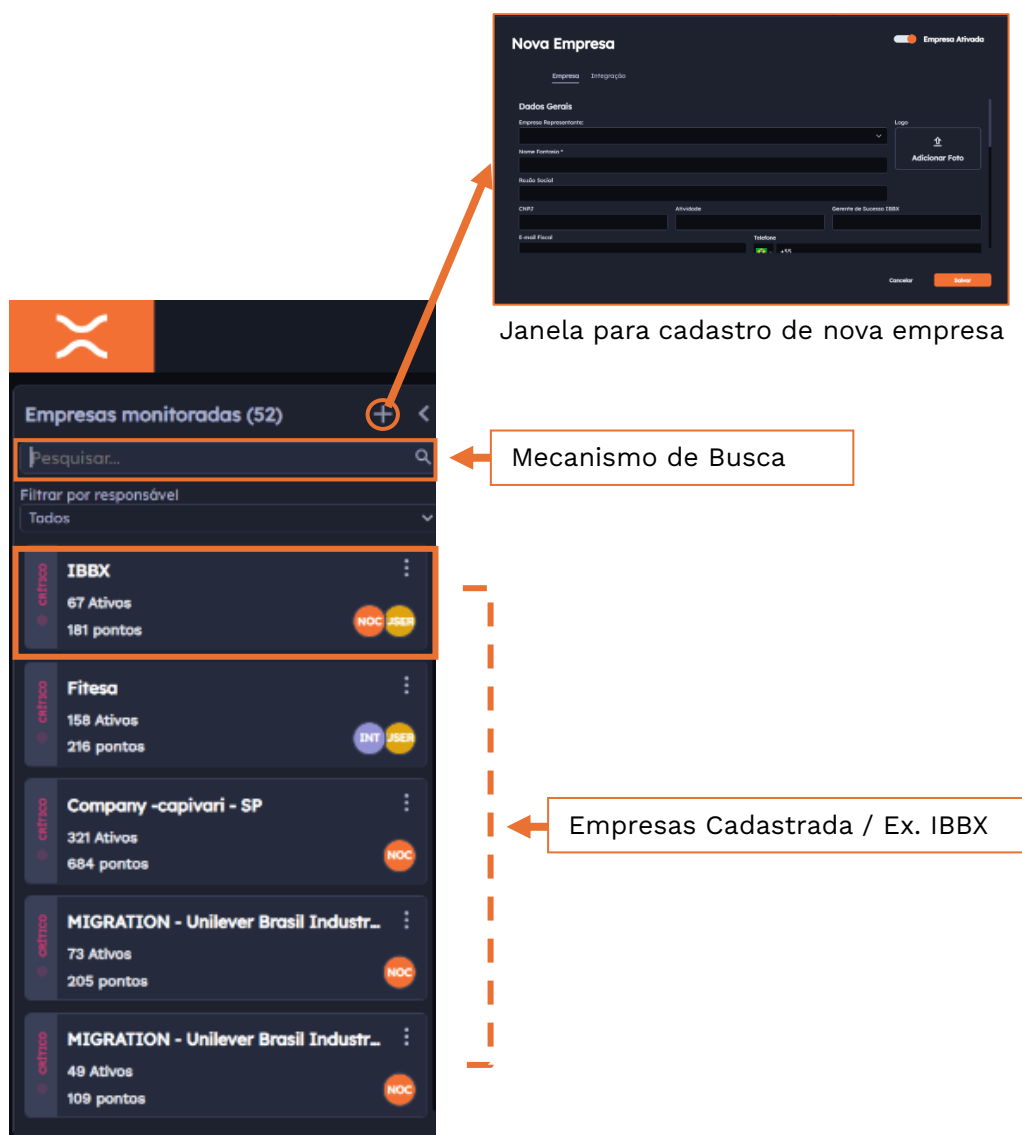 Nova Empresa
Empresa Ativada
Empresa Integração
Dados Gerais
Empresa Representante:
Logo
Adicionar Foto
Nome Fantasia *
Razão Social
CNPJ Atividade Gerente de Sucesso IBBX
E-mail Fiscal Telefone
+55
Cancelar Salvar
Janela para cadastro de nova empresa
Empresas monitoradas (52)
Pesquisar...
Mecanismo de Busca
Filtrar por responsável
Todos
CRÍTICO
IBBX
67 Ativos
181 pontos
NOC USER
CRÍTICO
Fitesa
158 Ativos
216 pontos
INT USER
CRÍTICO
Company -capivari - SP
321 Ativos
684 pontos
NOC
Empresas Cadastrada / Ex. IBBX
CRÍTICO
MIGRATION - Unilever Brasil Industr...
73 Ativos
205 pontos
NOC
CRÍTICO
MIGRATION - Unilever Brasil Industr...
49 Ativos
109 pontos
NOC